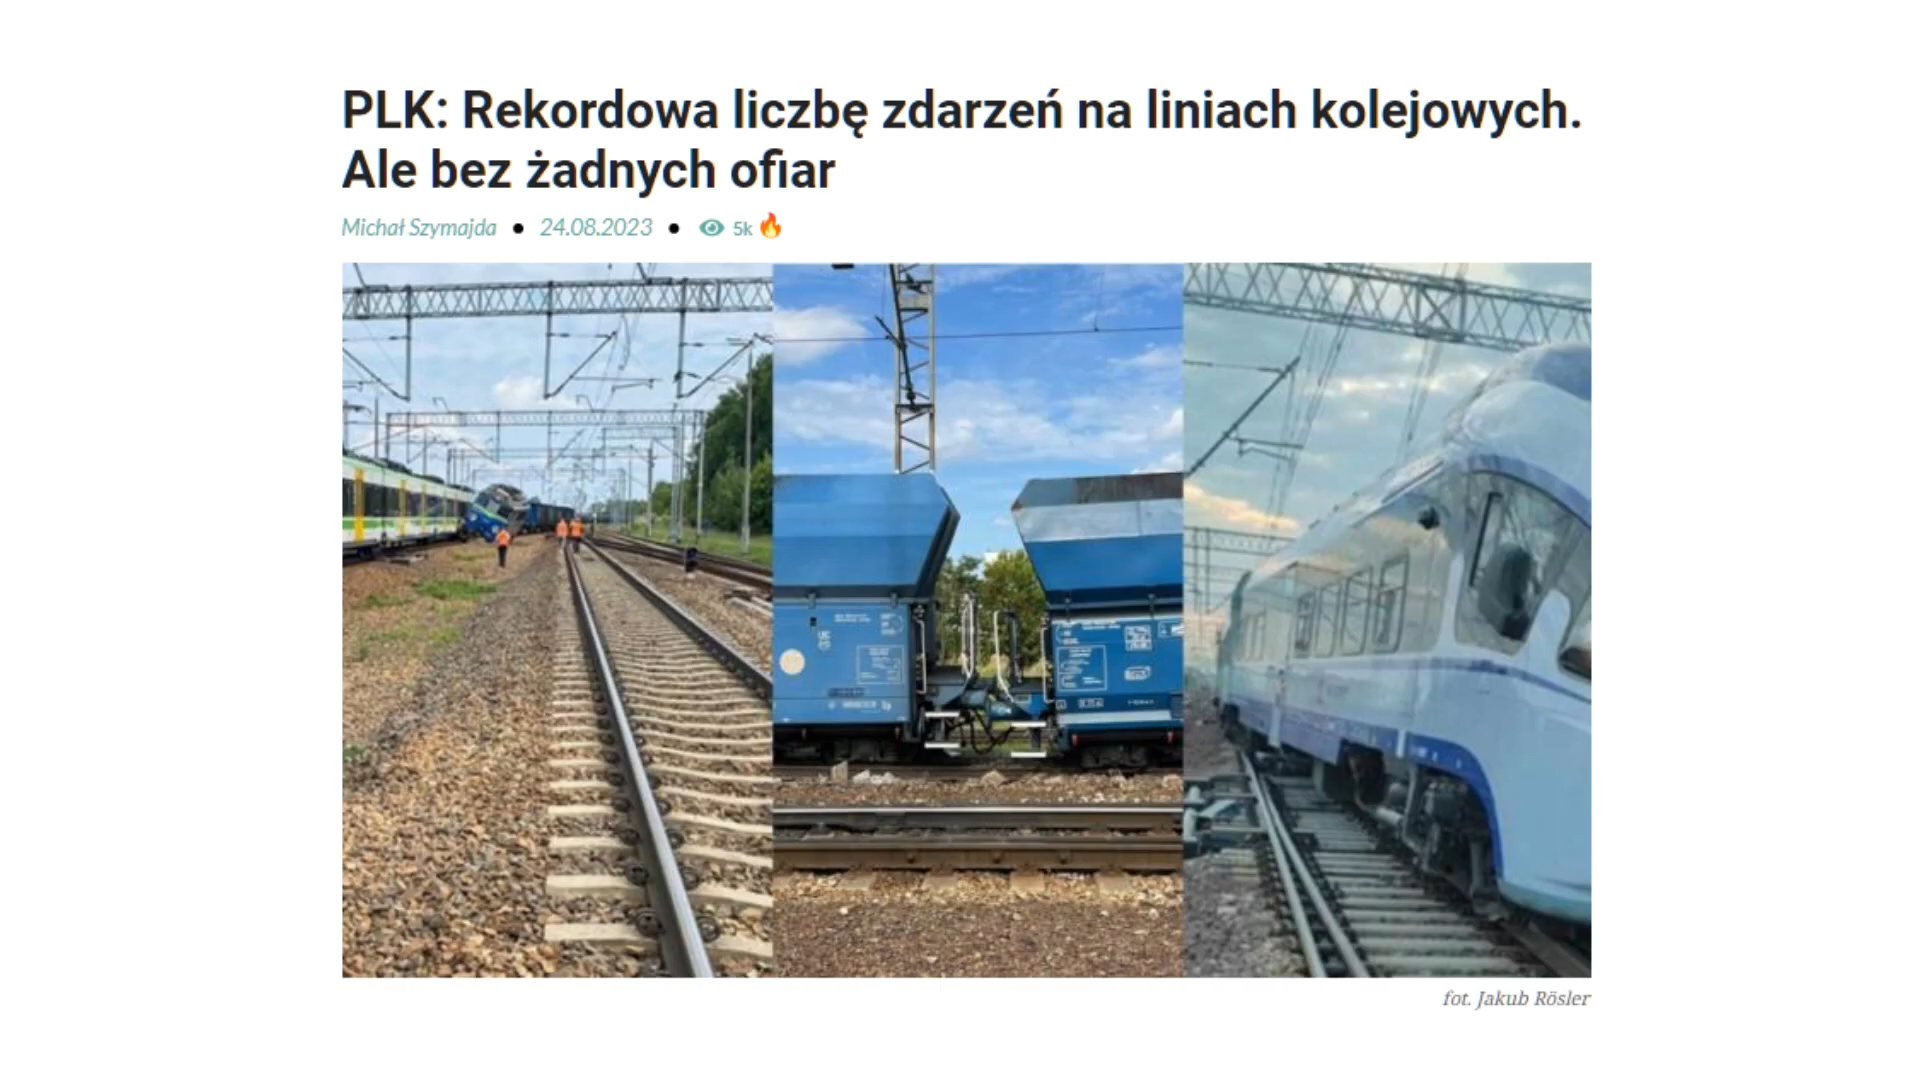 PLK: Rekordowa liczbę zdarzeń na liniach kolejowych.
Ale bez żadnych ofiar
Michał Szymajda ● 24.08.2023 ● 5k🔥
fot. Jakub Rösler